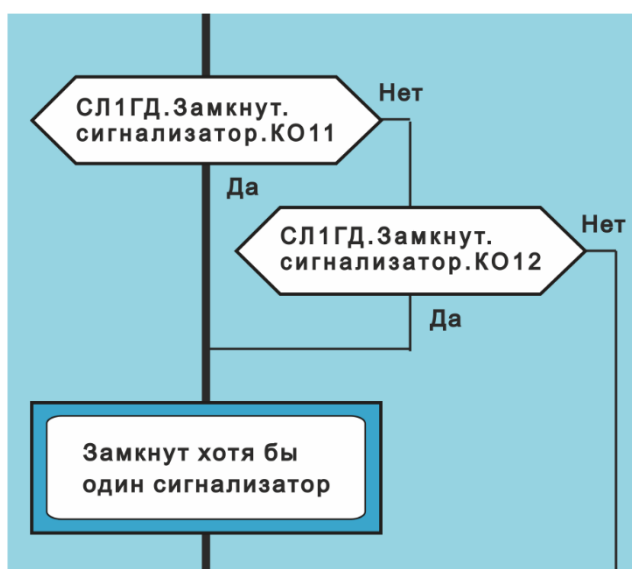 СЛ1ГД.Замкнут.
сигнализатор.КО11
Нет
Да
СЛ1ГД.Замкнут.
сигнализатор.КО12
Нет
Да
Замкнут хотя бы
один сигнализатор